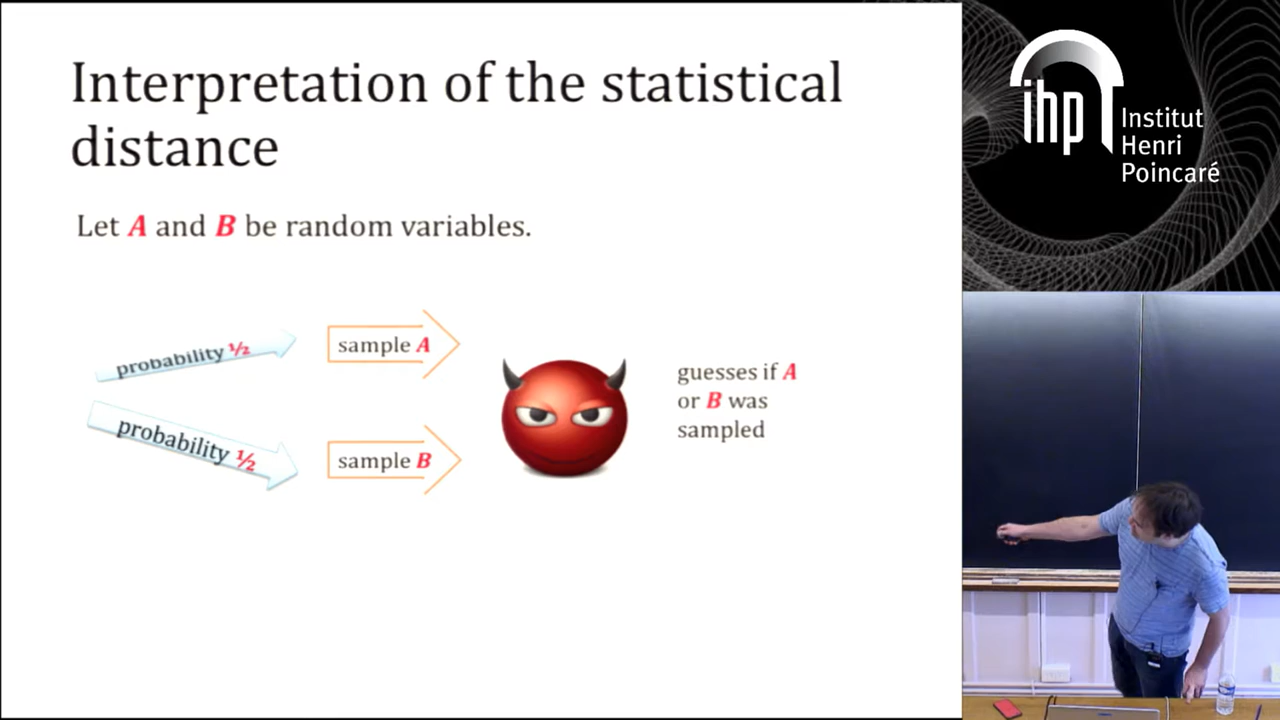 Interpretation of the statistical
distance
Let A and B be random variables.
probability ½
sample A
probability ½
sample B
guesses if A
or B was
sampled
ihp
Institut
Henri
Poincaré